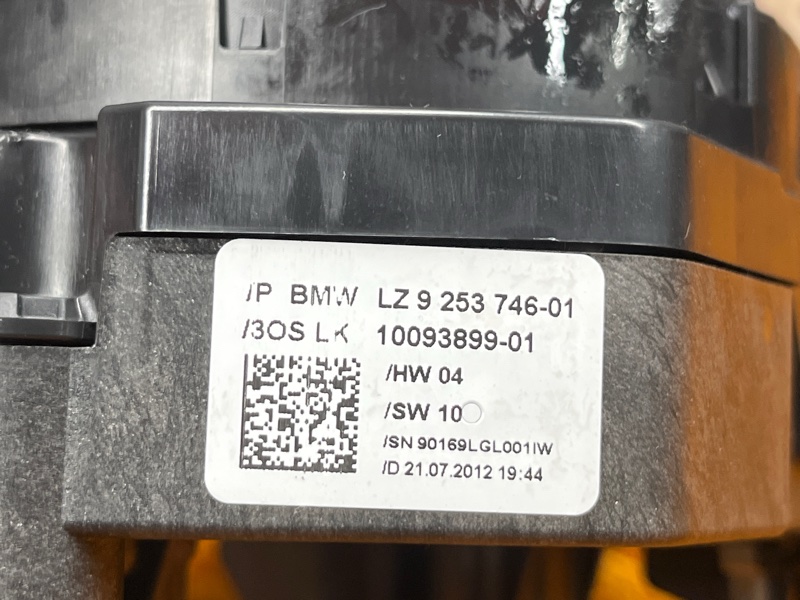 /P BMW LZ 9 253 746-01
/3OS LK 10093899-01
/HW 04
/SW 10
/SN 90169LGL001IW
/D 21.07.2012 19:44